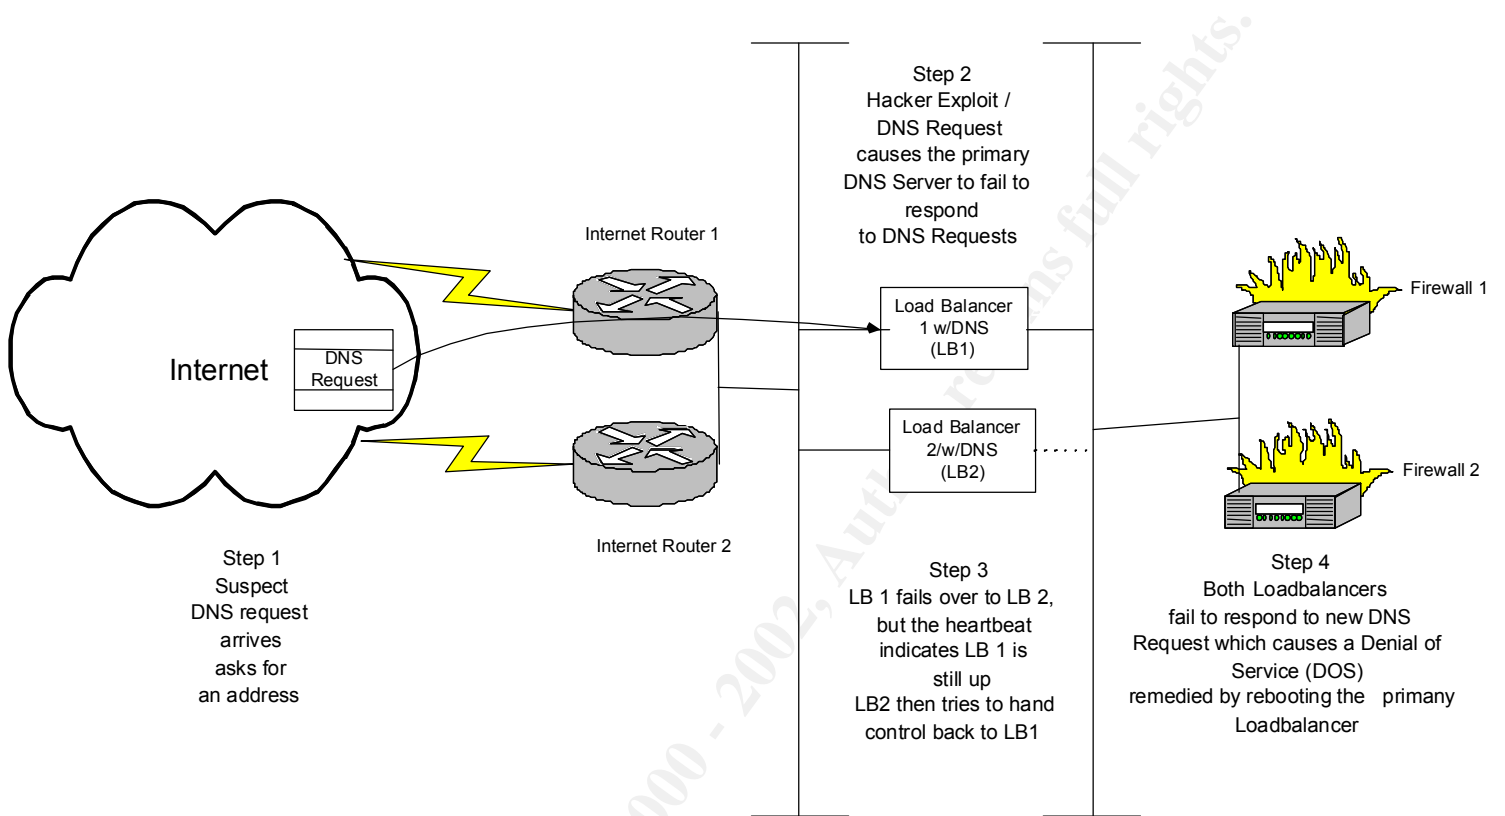 Step 2
Hacker Exploit /
DNS Request
causes the primary
DNS Server to fail to
respond
to DNS Requests
Internet Router 1
Firewall 1
Load Balancer
1 w/DNS
(LB1)
DNS
Request
Internet
Load Balancer
2/w/DNS
(LB2)
Firewall 2
Internet Router 2
Step 1
Suspect
DNS request
arrives
asks for
an address
Step 3
LB 1 fails over to LB 2,
but the heartbeat
indicates LB 1 is
still up
LB2 then tries to hand
control back to LB1
Step 4
Both Loadbalancers
fail to respond to new DNS
Request which causes a Denial of
Service (DOS)
remedied by rebooting the primany
Loadbalancer
2002, full rights.